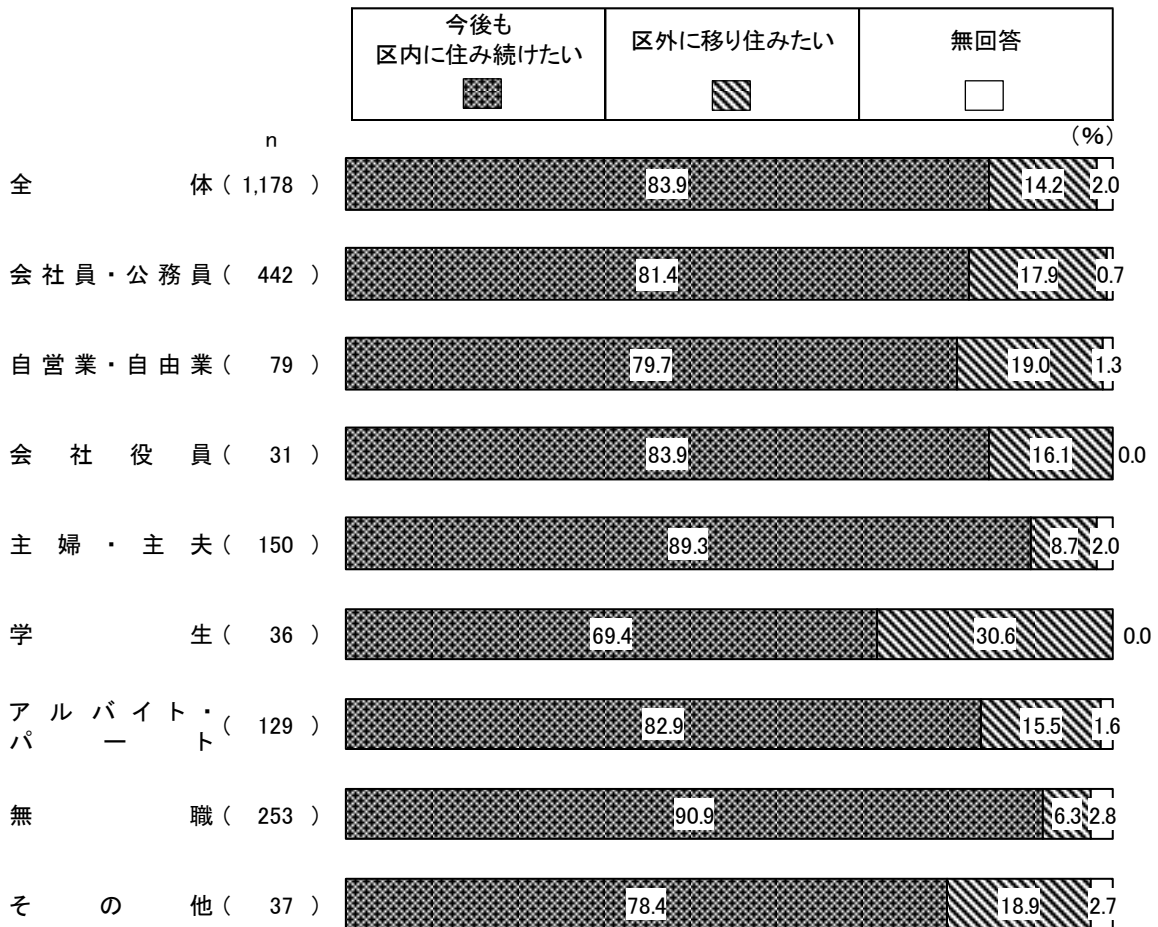 今後も
区内に住み続けたい
区外に移り住みたい
無回答
n
(%)
全体 ( 1,178 ) 83.9 14.2 2.0
会社員・公務員 ( 442 ) 81.4 17.9 0.7
自営業・自由業 ( 79 ) 79.7 19.0 1.3
会社役員 ( 31 ) 83.9 16.1 0.0
主婦・主夫 ( 150 ) 89.3 8.7 2.0
学生 ( 36 ) 69.4 30.6 0.0
アルバイト・
パート ( 129 ) 82.9 15.5 1.6
無職 ( 253 ) 90.9 6.3 2.8
その他 ( 37 ) 78.4 18.9 2.7